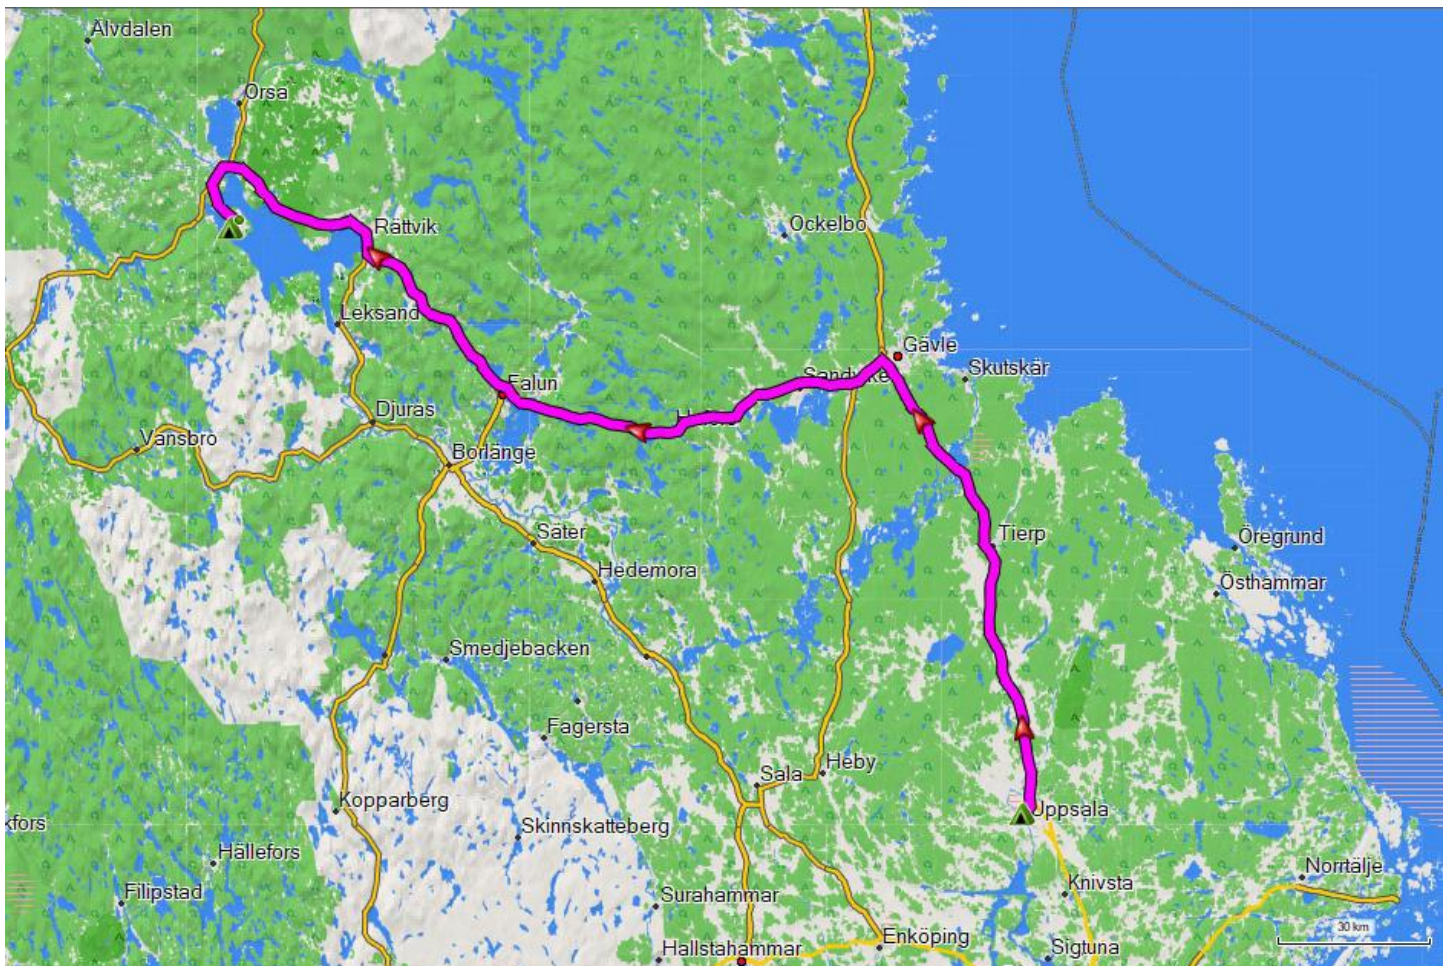 Älvdalen
Orsa
Rättvik
Ockelbo
Leksand
Gävle
Skutskär
Falun
Djuras
Vansbro
Borlänge
Säter
Tierp
Öregrund
Hedemora
Östhammar
Smedjebacken
Fagersta
Heby
Sala
Kopparberg
Uppsala
kfors
Skinnskatteberg
Hällefors
Norrtälje
Filipstad
Surahammar
Knivsta
30 km
Enköping
Hallstahammar
Sigtuna